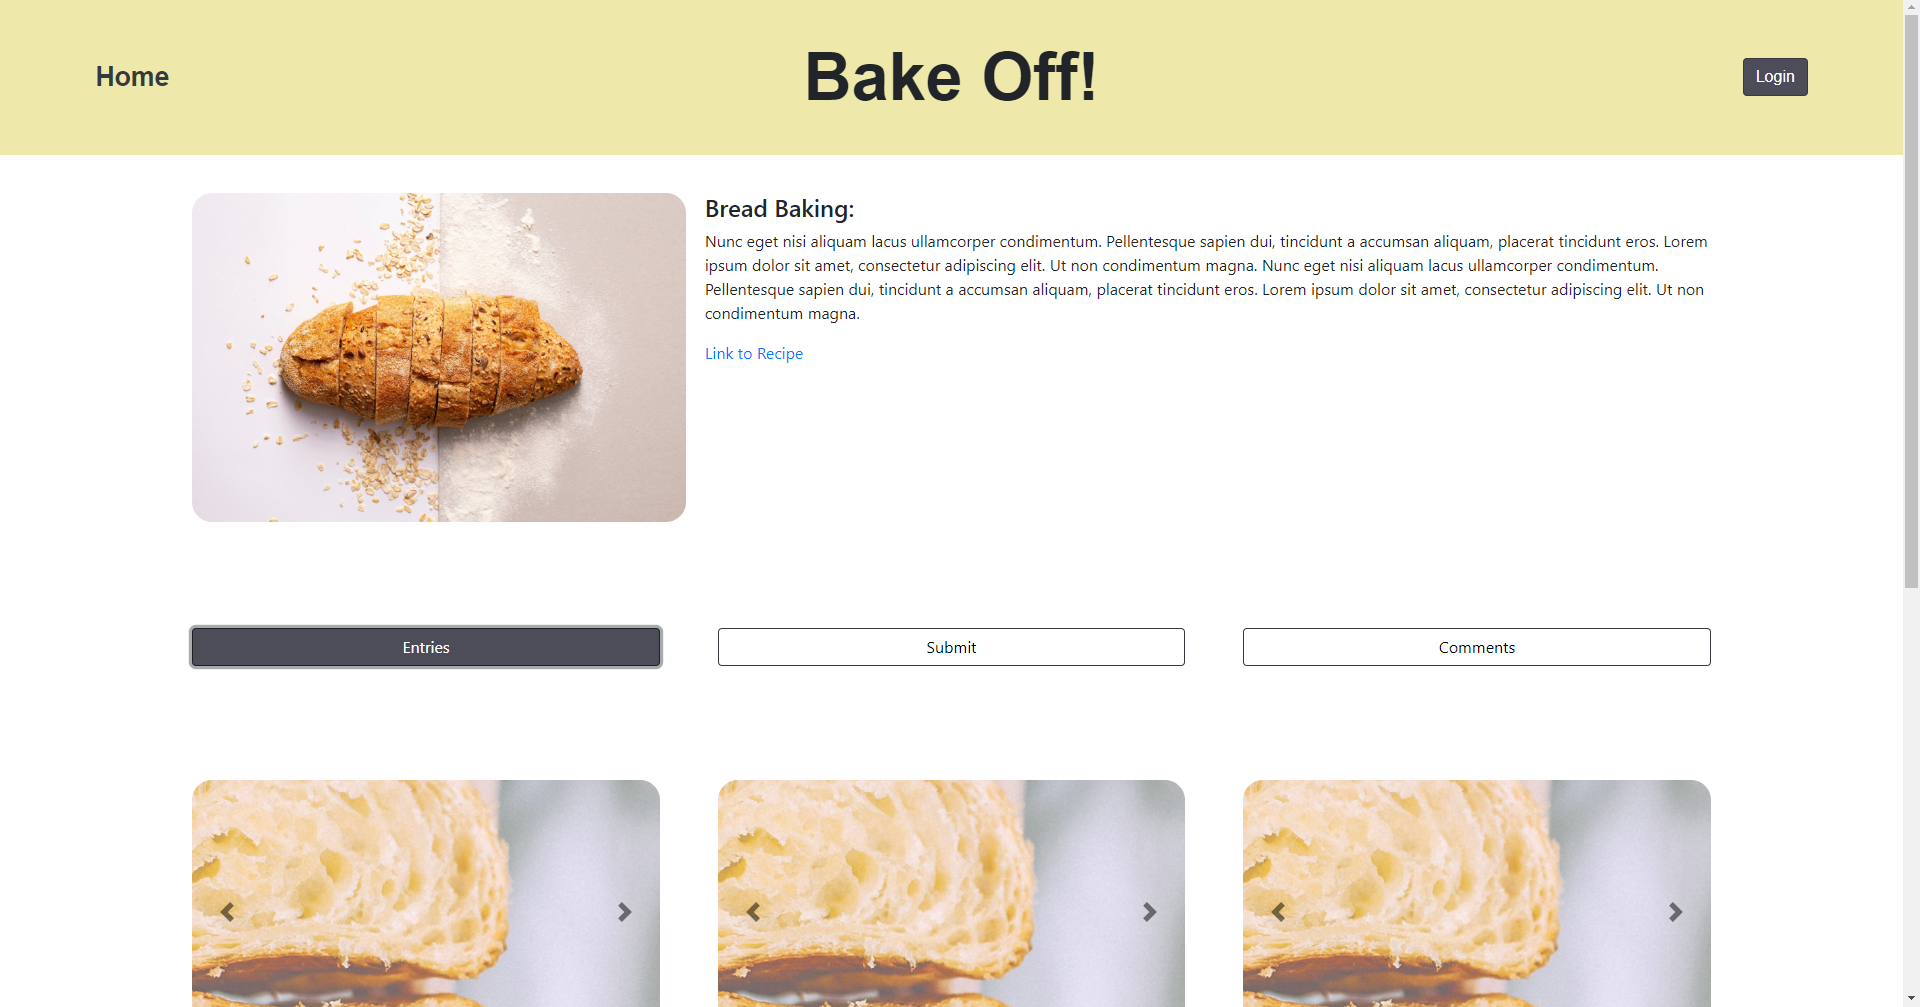 Home
Bake Off!
Login
Bread Baking:
Nunc eget nisi aliquam lacus ullamcorper condimentum. Pellentesque sapien dui, tincidunt a accumsan aliquam, placerat tincidunt eros. Lorem
ipsum dolor sit amet, consectetur adipiscing elit. Ut non condimentum magna. Nunc eget nisi aliquam lacus ullamcorper condimentum.
Pellentesque sapien dui, tincidunt a accumsan aliquam, placerat tincidunt eros. Lorem ipsum dolor sit amet, consectetur adipiscing elit. Ut non
condimentum magna.
Link to Recipe
Entries
Submit
Comments